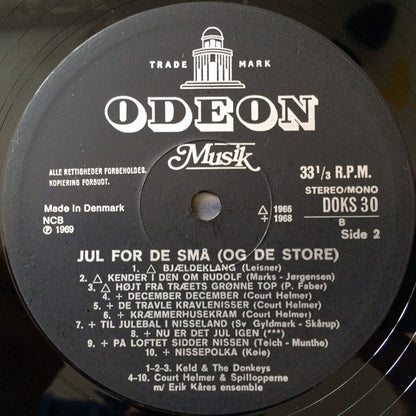 TRADE MARK
ODEON
Musik
ALLE RETTIGHEDER FORBEHOLDES.
KOPIERING FORBUDT.
33 1/3 R.P.M.
STEREO/MONO
DOKS 30
Made in Denmark
NCB
Ⓟ 1969
△ 1966
+ 1968
B
Side 2
JUL FOR DE SMÅ (OG DE STORE)
1. △ BJÆLDEKLANG (Leisner)
2. △ KENDER I DEN OM RUDOLF (Marks - Jørgensen)
3. △ HØJT FRA TRÆETS GRØNNE TOP (P. Faber)
4. + DECEMBER DECEMBER (Court Helmer)
5. + DE TRAVLE KRAVLENISSER (Court Helmer)
6. + KRÆMMERHUSEKRAM (Court Helmer)
7. + TIL JULEBAL I NISSELAND (Sv Gyldmark - Skårup)
8. + NU ER DET JUL IGEN (***)
9. + PÅ LOFTET SIDDER NISSEN (Teich - Munthe)
10. + NISSEPOLKA (Køie)
1-2-3. Keld & The Donkeys
4-10. Court Helmer & Spillopperne
m/ Erik Kåres ensemble